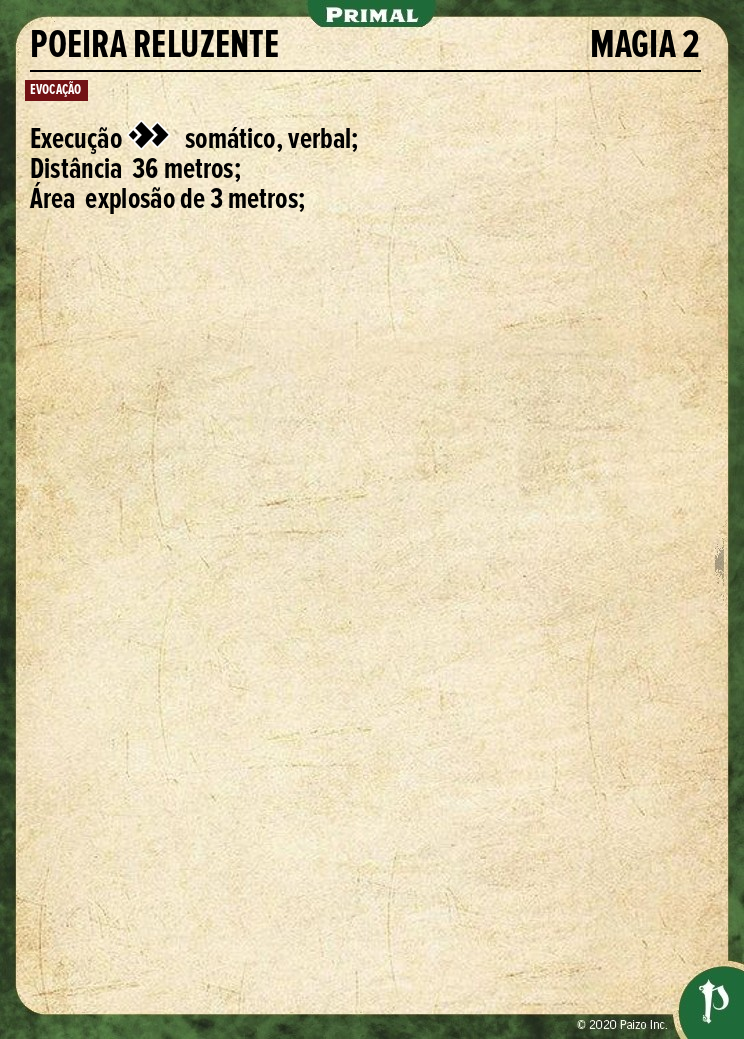 PRIMAL
POEIRA RELUZENTE MAGIA 2
EVOCAÇÃO
Execução somático, verbal;
Distância 36 metros;
Área explosão de 3 metros;
© 2020 Paizo Inc.